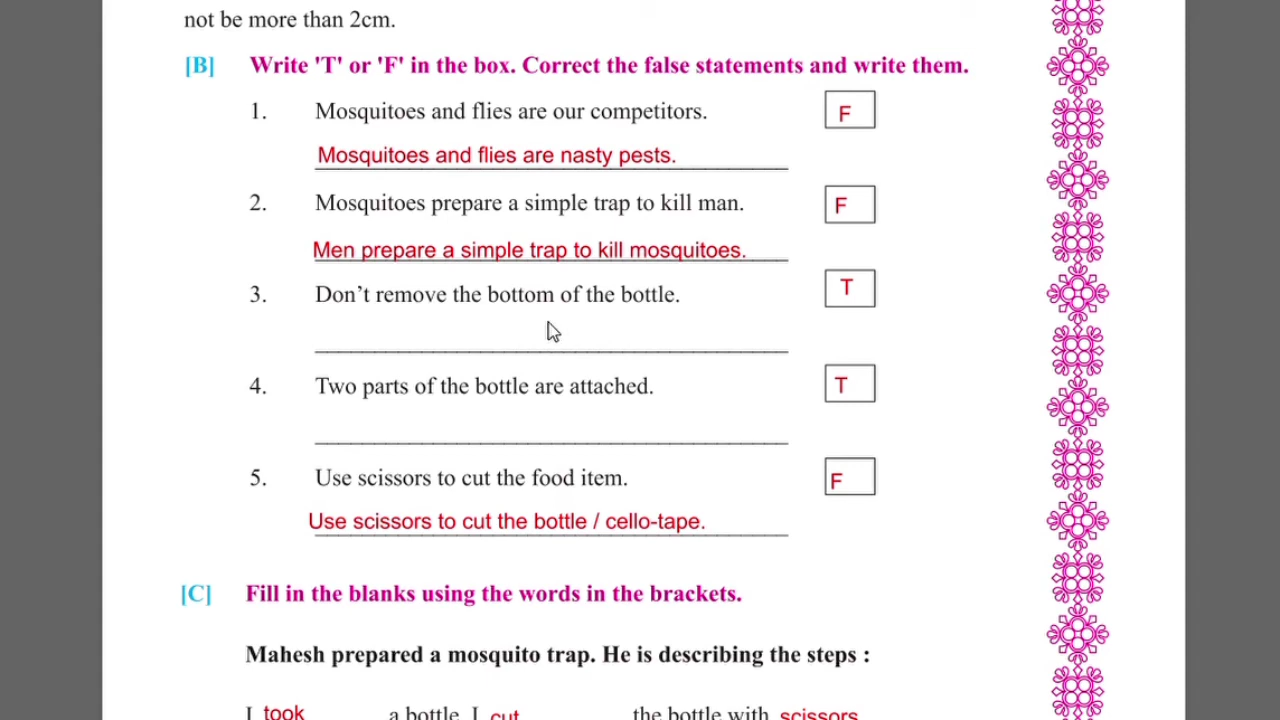 not be more than 2cm.
[B] Write 'T' or 'F' in the box. Correct the false statements and write them.
1. Mosquitoes and flies are our competitors. F
Mosquitoes and flies are nasty pests.
2. Mosquitoes prepare a simple trap to kill man. F
Men prepare a simple trap to kill mosquitoes.
3. Don’t remove the bottom of the bottle. T
4. Two parts of the bottle are attached. T
5. Use scissors to cut the food item. F
Use scissors to cut the bottle / cello-tape.
[C] Fill in the blanks using the words in the brackets.
Mahesh prepared a mosquito trap. He is describing the steps :
I took a bottle. I cut the bottle with scissors